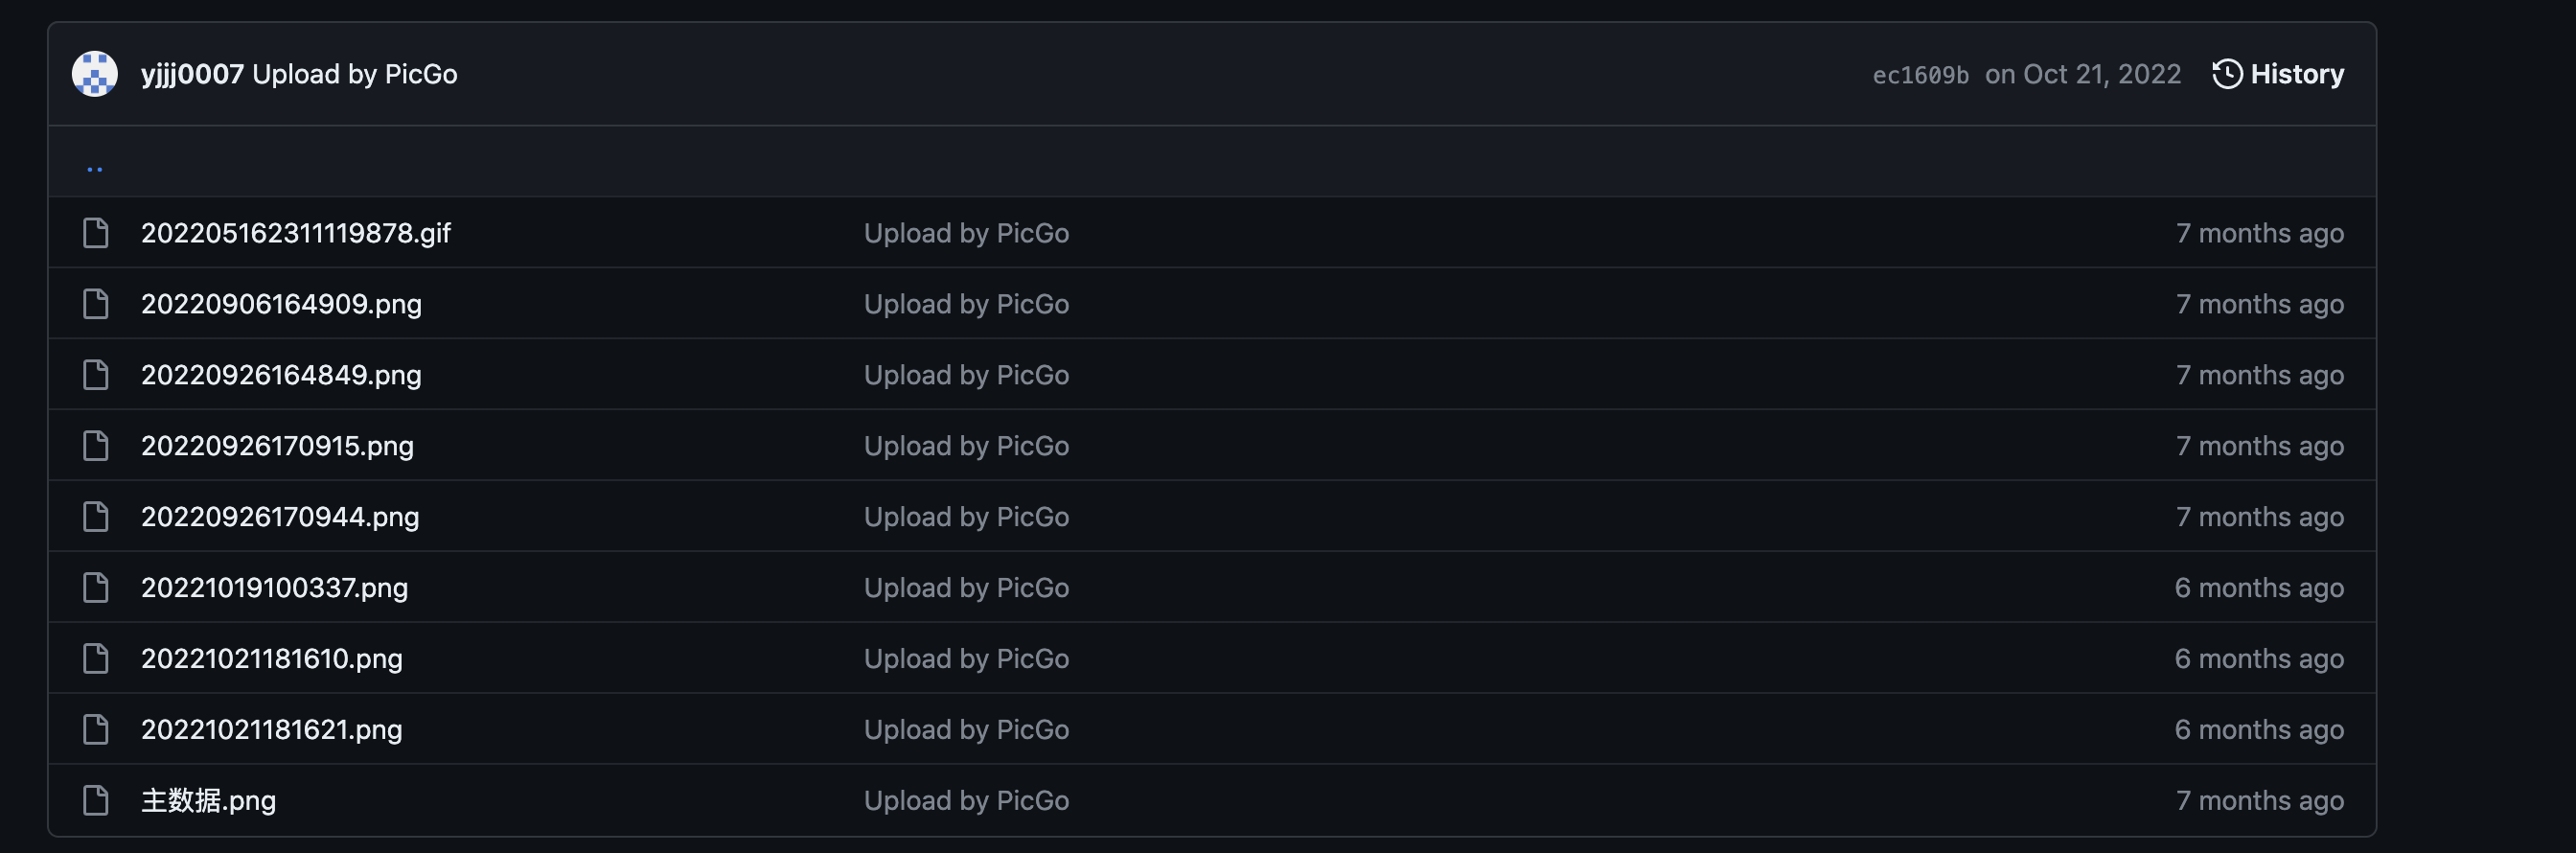 yjjj0007 Upload by PicGo ec1609b on Oct 21, 2022 History
..
202205162311119878.gif Upload by PicGo 7 months ago
20220906164909.png Upload by PicGo 7 months ago
20220926164849.png Upload by PicGo 7 months ago
20220926170915.png Upload by PicGo 7 months ago
20220926170944.png Upload by PicGo 7 months ago
20221019100337.png Upload by PicGo 6 months ago
20221021181610.png Upload by PicGo 6 months ago
20221021181621.png Upload by PicGo 6 months ago
主数据.png Upload by PicGo 7 months ago